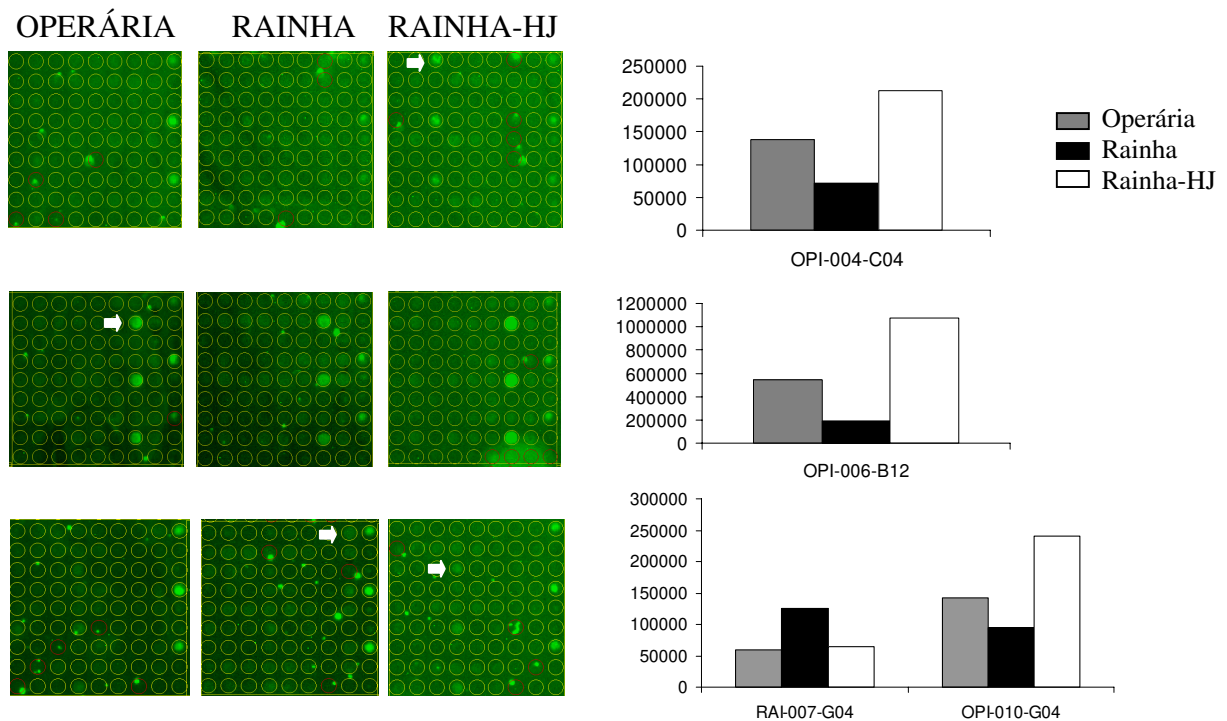 OPERÁRIA RAINHA RAINHA-HJ
250000
200000
150000
100000
50000
0
OPI-004-C04
Operária
Rainha
Rainha-HJ
1200000
1000000
800000
600000
400000
200000
0
OPI-006-B12
300000
250000
200000
150000
100000
50000
0
RAI-007-G04 OPI-010-G04